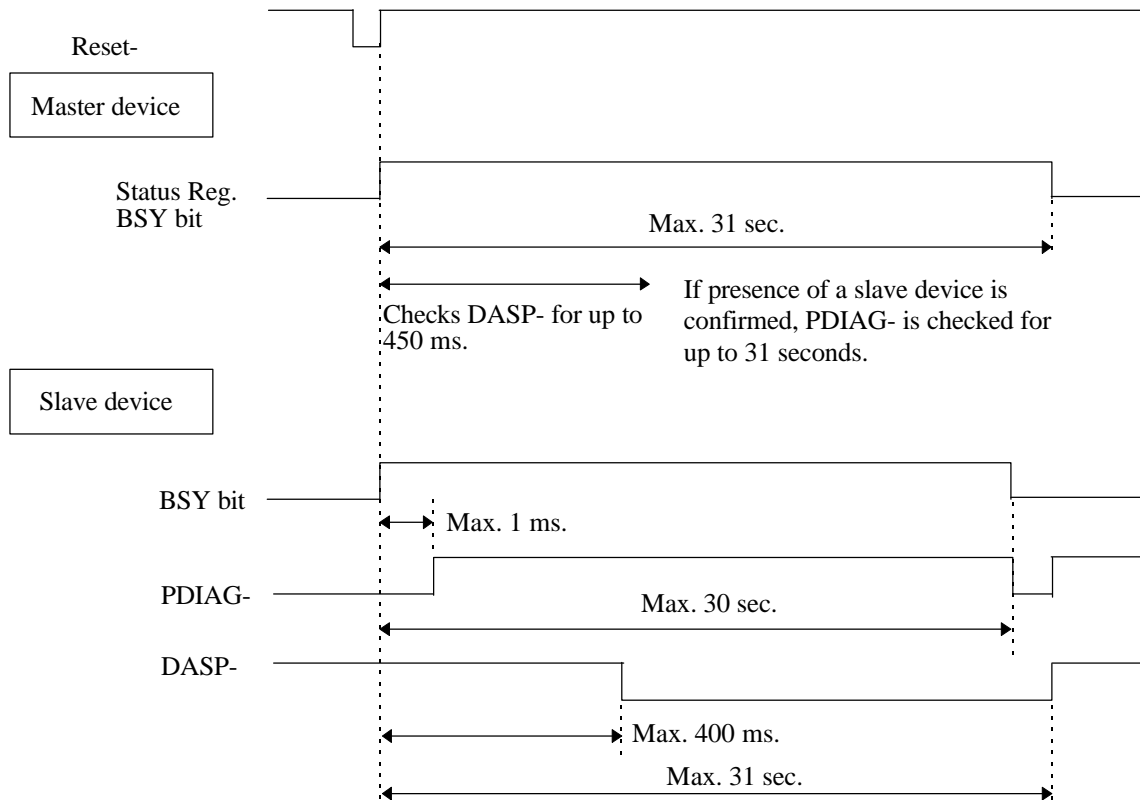 Reset-
Master device
Status Reg.
BSY bit
Max. 31 sec.
Checks DASP- for up to
450 ms.
If presence of a slave device is
confirmed, PDIAG- is checked for
up to 31 seconds.
Slave device
BSY bit
Max. 1 ms.
PDIAG-
Max. 30 sec.
DASP-
Max. 400 ms.
Max. 31 sec.